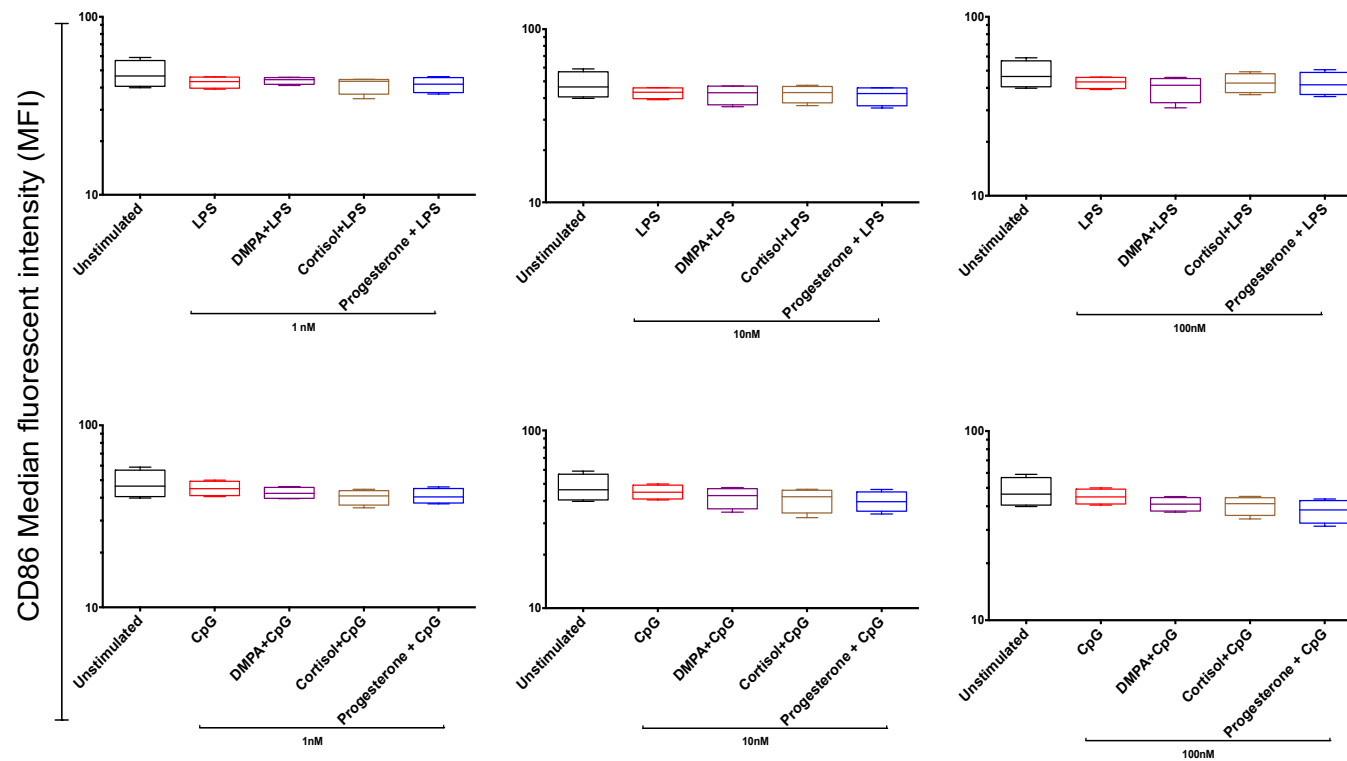 CD86 Median fluorescent intensity (MFI)
100
10
Unstimulated
LPS
DMPA+LPS
Cortisol+LPS
Progesterone + LPS
1 nM
100
10
Unstimulated
LPS
DMPA+LPS
Cortisol+LPS
Progesterone + LPS
10nM
100
10
Unstimulated
LPS
DMPA+LPS
Cortisol+LPS
Progesterone + LPS
100nM
100
10
Unstimulated
CpG
DMPA+CpG
Cortisol+CpG
Progesterone + CpG
1nM
100
10
Unstimulated
CpG
DMPA+CpG
Cortisol+CpG
Progesterone + CpG
10nM
100
10
Unstimulated
CpG
DMPA+CpG
Cortisol+CpG
Progesterone + CpG
100nM